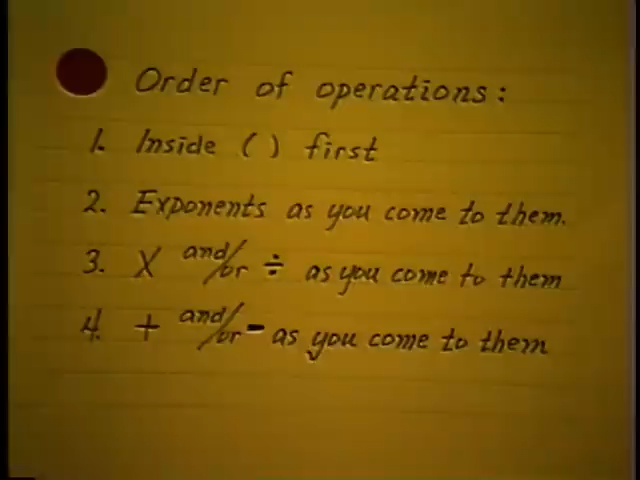 Order of operations:
1. Inside ( ) first
2. Exponents as you come to them.
3. X and/or ÷ as you come to them
4. + and/or - as you come to them